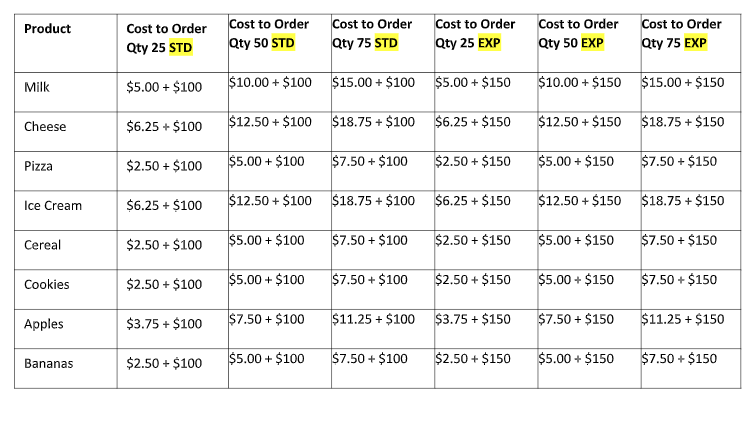 Product Cost to Order Qty 25 STD Cost to Order Qty 50 STD Cost to Order Qty 75 STD Cost to Order Qty 25 EXP Cost to Order Qty 50 EXP Cost to Order Qty 75 EXP
Milk $5.00 + $100 $10.00 + $100 $15.00 + $100 $5.00 + $150 $10.00 + $150 $15.00 + $150
Cheese $6.25 + $100 $12.50 + $100 $18.75 + $100 $6.25 + $150 $12.50 + $150 $18.75 + $150
Pizza $2.50 + $100 $5.00 + $100 $7.50 + $100 $2.50 + $150 $5.00 + $150 $7.50 + $150
Ice Cream $6.25 + $100 $12.50 + $100 $18.75 + $100 $6.25 + $150 $12.50 + $150 $18.75 + $150
Cereal $2.50 + $100 $5.00 + $100 $7.50 + $100 $2.50 + $150 $5.00 + $150 $7.50 + $150
Cookies $2.50 + $100 $5.00 + $100 $7.50 + $100 $2.50 + $150 $5.00 + $150 $7.50 + $150
Apples $3.75 + $100 $7.50 + $100 $11.25 + $100 $3.75 + $150 $7.50 + $150 $11.25 + $150
Bananas $2.50 + $100 $5.00 + $100 $7.50 + $100 $2.50 + $150 $5.00 + $150 $7.50 + $150